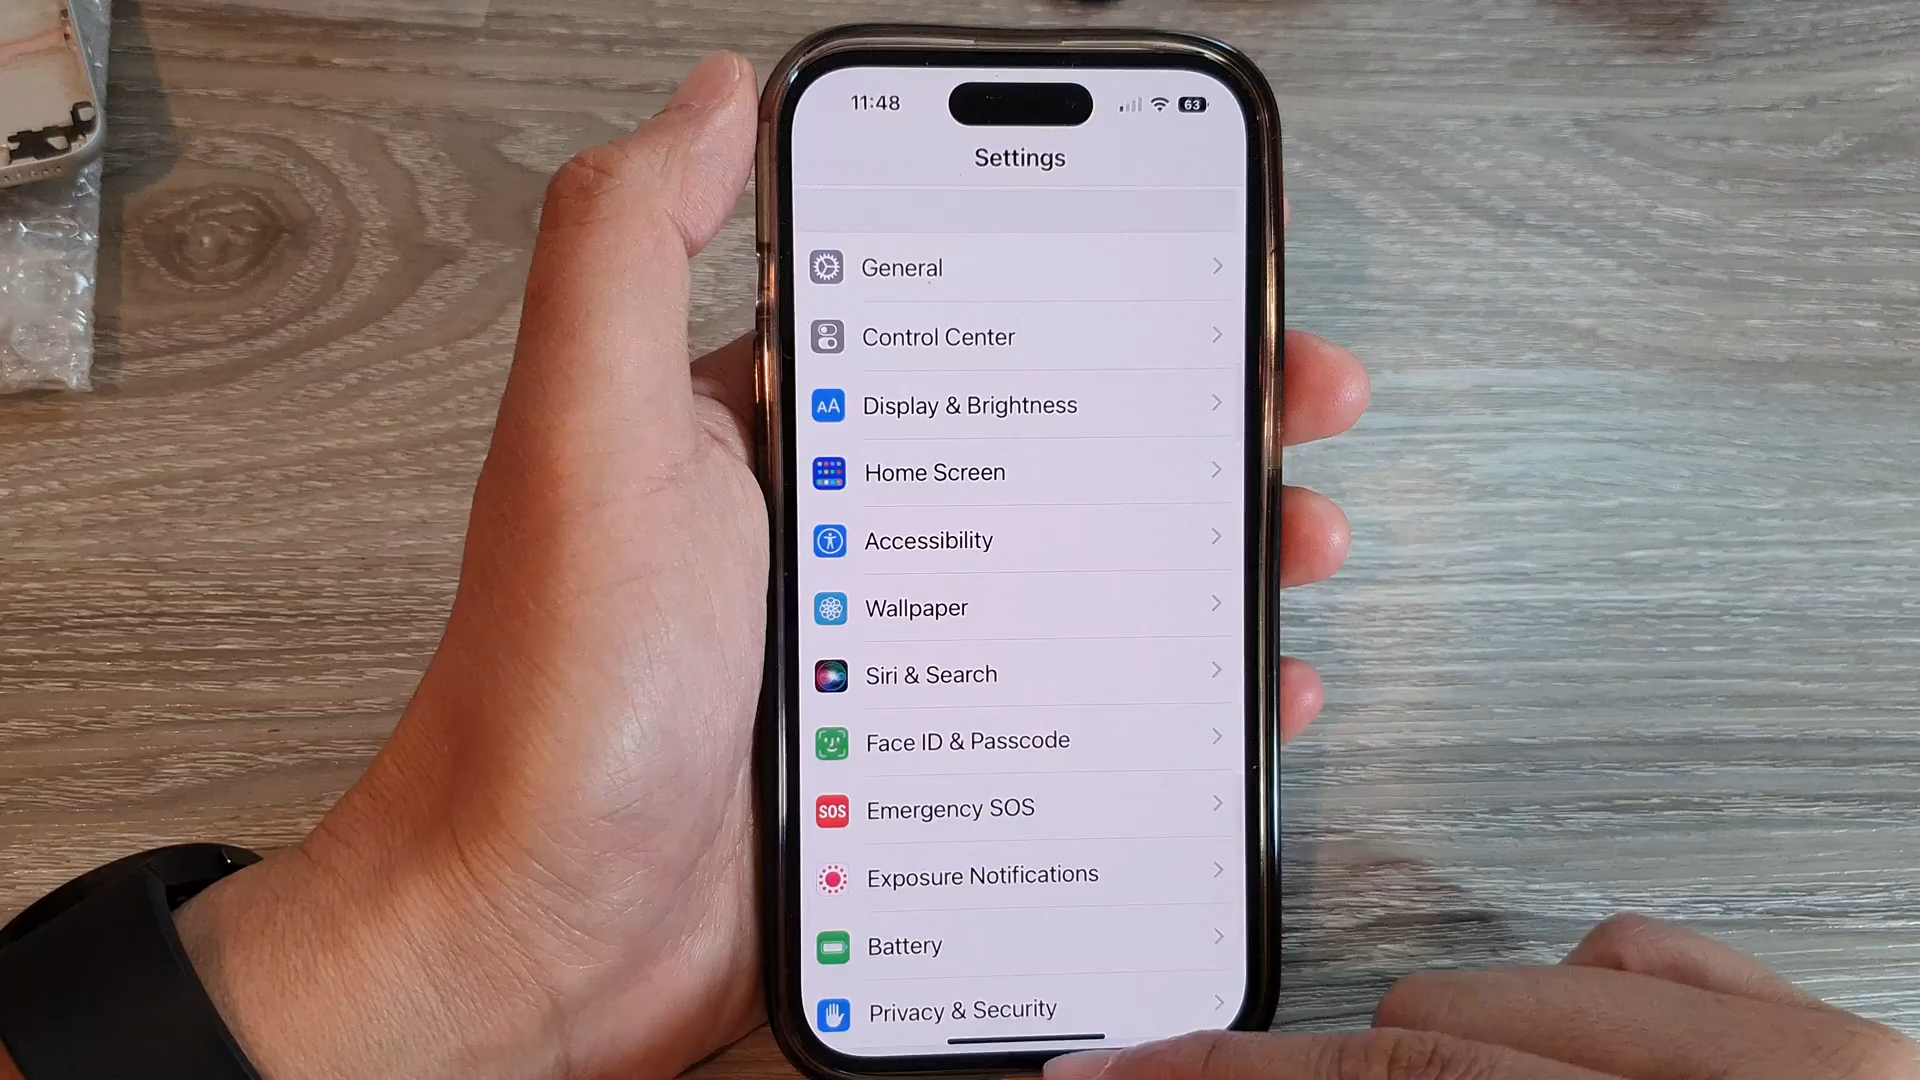 11:48
63
Settings
General
Control Center
AA
Display & Brightness
Home Screen
Accessibility
Wallpaper
Siri & Search
Face ID & Passcode
SOS
Emergency SOS
Exposure Notifications
Battery
Privacy & Security